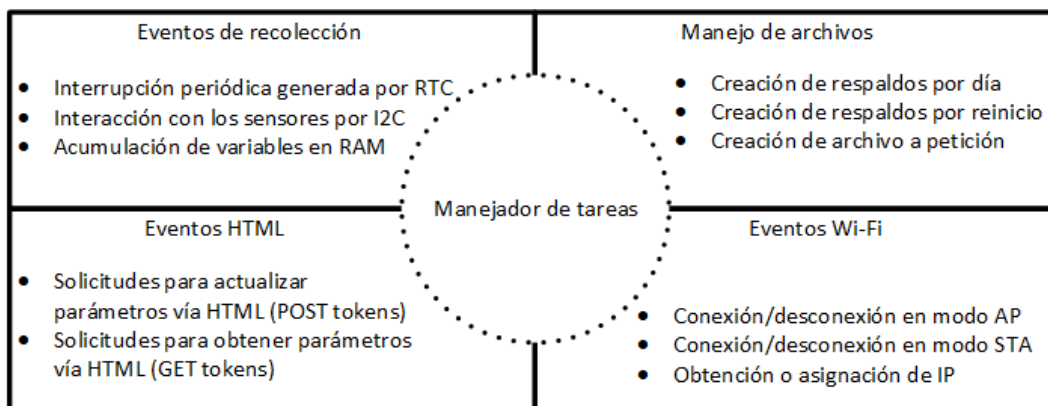 Eventos de recolección
• Interrupción periódica generada por RTC
• Interacción con los sensores por I2C
• Acumulación de variables en RAM
Manejo de archivos
• Creación de respaldos por día
• Creación de respaldos por reinicio
• Creación de archivo a petición
Manejador de tareas
Eventos HTML
• Solicitudes para actualizar
parámetros vía HTML (POST tokens)
• Solicitudes para obtener parámetros
vía HTML (GET tokens)
Eventos Wi-Fi
• Conexión/desconexión en modo AP
• Conexión/desconexión en modo STA
• Obtención o asignación de IP